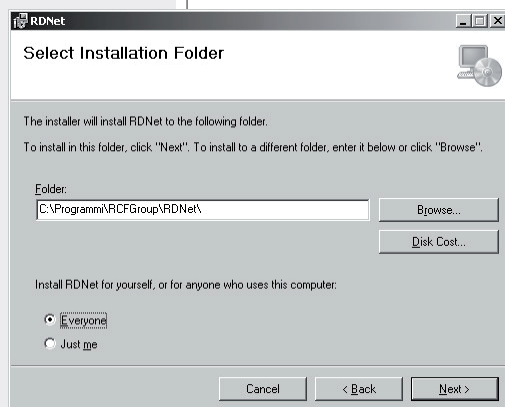 RDNet
Select Installation Folder
The installer will install RDNet to the following folder.
To install in this folder, click "Next". To install to a different folder, enter it below or click "Browse".
Folder:
C:\Programmi\RCFGroup\RDNet\
Browse...
Disk Cost...
Install RDNet for yourself, or for anyone who uses this computer:
Everyone
Just me
Cancel
< Back
Next >